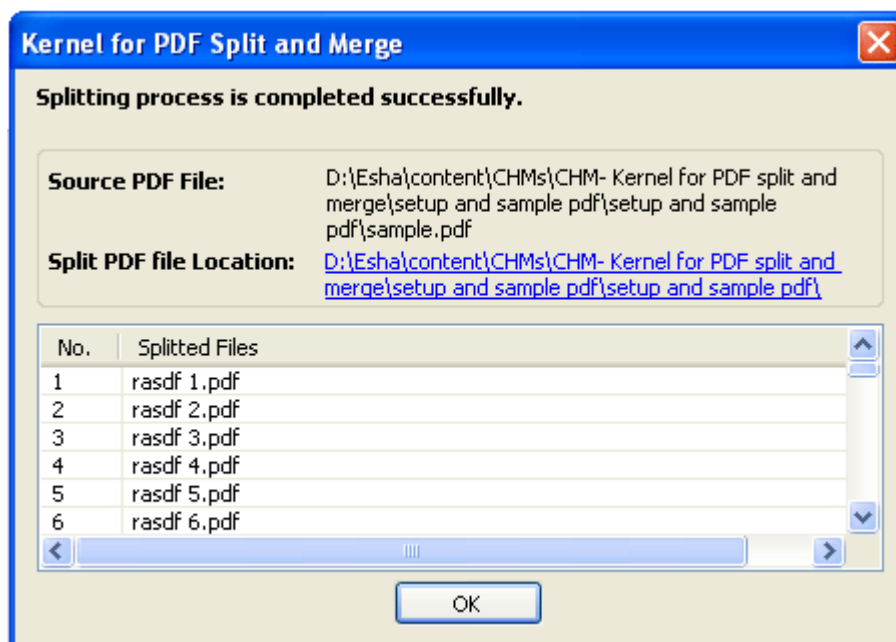 Kernel for PDF Split and Merge
Splitting process is completed successfully.
Source PDF File:
D:\Esha\content\CHMs\CHM- Kernel for PDF split and
merge\setup and sample pdf\setup and sample
pdf\sample.pdf
Split PDF file Location:
D:\Esha\content\CHMs\CHM- Kernel for PDF split and
merge\setup and sample pdf\setup and sample pdf\
No. Splitted Files
1 rasdf 1.pdf
2 rasdf 2.pdf
3 rasdf 3.pdf
4 rasdf 4.pdf
5 rasdf 5.pdf
6 rasdf 6.pdf
OK